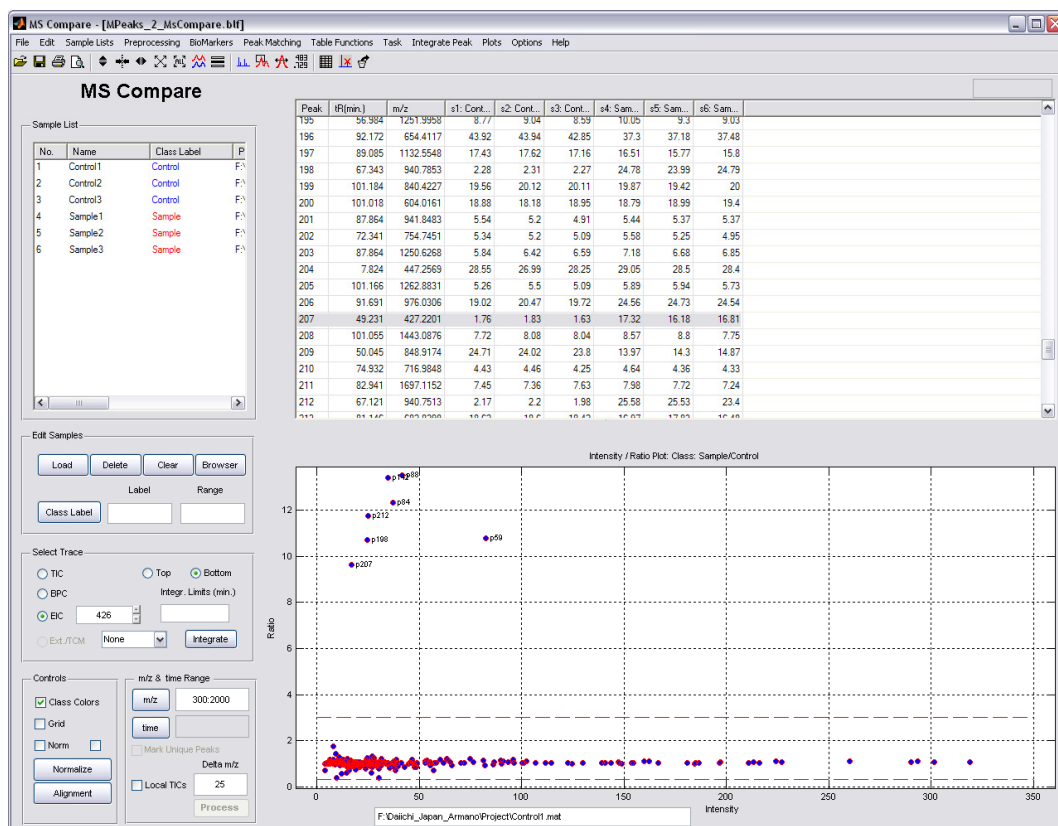 MS Compare - [MPeaks_2_MsCompare.blf]
File Edit Sample Lists Preprocessing BioMarkers Peak Matching Table Functions Task Integrate Peak Plots Options Help
MS Compare
Sample List
No. Name Class Label P
1 Control1 Control F:\
2 Control2 Control F:\
3 Control3 Control F:\
4 Sample1 Sample F:\
5 Sample2 Sample F:\
6 Sample3 Sample F:\
Peak tR(min.) m/z s1: Cont... s2: Cont... s3: Cont... s4: Sam... s5: Sam... s6: Sam...
195 56.984 1251.9958 8.77 9.04 8.59 10.05 9.3 9.03
196 92.172 654.4117 43.92 43.94 42.85 37.3 37.18 37.48
197 89.085 1132.5548 17.43 17.62 17.16 16.51 15.77 15.8
198 67.343 940.7853 2.28 2.31 2.27 24.78 23.99 24.79
199 101.184 840.4227 19.56 20.12 20.11 19.87 19.42 20
200 101.018 604.0161 18.88 18.18 18.95 18.79 18.99 19.4
201 87.864 941.8483 5.54 5.2 4.91 5.44 5.37 5.37
202 72.341 754.7451 5.34 5.2 5.09 5.58 5.25 4.95
203 87.864 1250.6268 5.84 6.42 6.59 7.18 6.68 6.85
204 7.824 447.2569 28.55 26.99 28.25 29.05 28.5 28.4
205 101.166 1262.8831 5.26 5.5 5.09 5.89 5.94 5.73
206 91.691 976.0306 19.02 20.47 19.72 24.56 24.73 24.54
207 49.231 427.2201 1.76 1.83 1.63 17.32 16.18 16.81
208 101.055 1443.0876 7.72 8.08 8.04 8.57 8.8 7.75
209 50.045 848.9174 24.71 24.02 23.8 13.97 14.3 14.87
210 74.932 716.9848 4.43 4.46 4.25 4.64 4.36 4.33
211 82.941 1697.1152 7.45 7.36 7.63 7.98 7.72 7.24
212 67.121 940.7513 2.17 2.2 1.98 25.58 25.53 23.4
Edit Samples
Load Delete Clear Browser
Label Range
Class Label
Select Trace
TIC Top Bottom
BPC Integr. Limits (min.)
EIC 426
Ext./TCM None Integrate
Controls
Class Colors
Grid
Norm
Normalize
Alignment
m/z & time Range
m/z 300:2000
time
Mark Unique Peaks
Delta m/z
Local TICs 25
Process
Intensity / Ratio Plot: Class: Sample/Control
Ratio
12
10
8
6
4
2
0
p88
p84
p212
p198
p59
p207
0 50 100 150 200 250 300 350
Intensity
F:\Daiichi_Japan_Armano\Project\Control1.mat